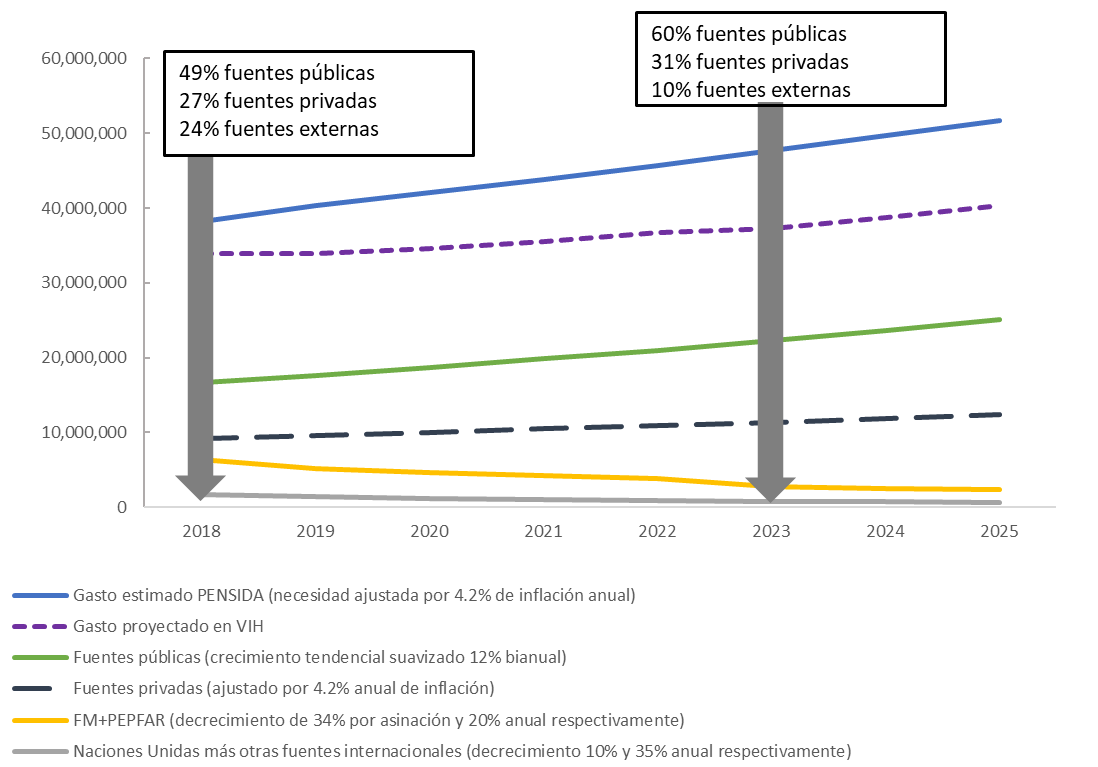 60% fuentes públicas
31% fuentes privadas
10% fuentes externas
49% fuentes públicas
27% fuentes privadas
24% fuentes externas
60,000,000
50,000,000
40,000,000
30,000,000
20,000,000
10,000,000
0
2018 2019 2020 2021 2022 2023 2024 2025
Gasto estimado PENSIDA (necesidad ajustada por 4.2% de inflación anual)
Gasto proyectado en VIH
Fuentes públicas (crecimiento tendencial suavizado 12% bianual)
Fuentes privadas (ajustado por 4.2% anual de inflación)
FM+PEPFAR (decrecimiento de 34% por asinación y 20% anual respectivamente)
Naciones Unidas más otras fuentes internacionales (decrecimiento 10% y 35% anual respectivamente)